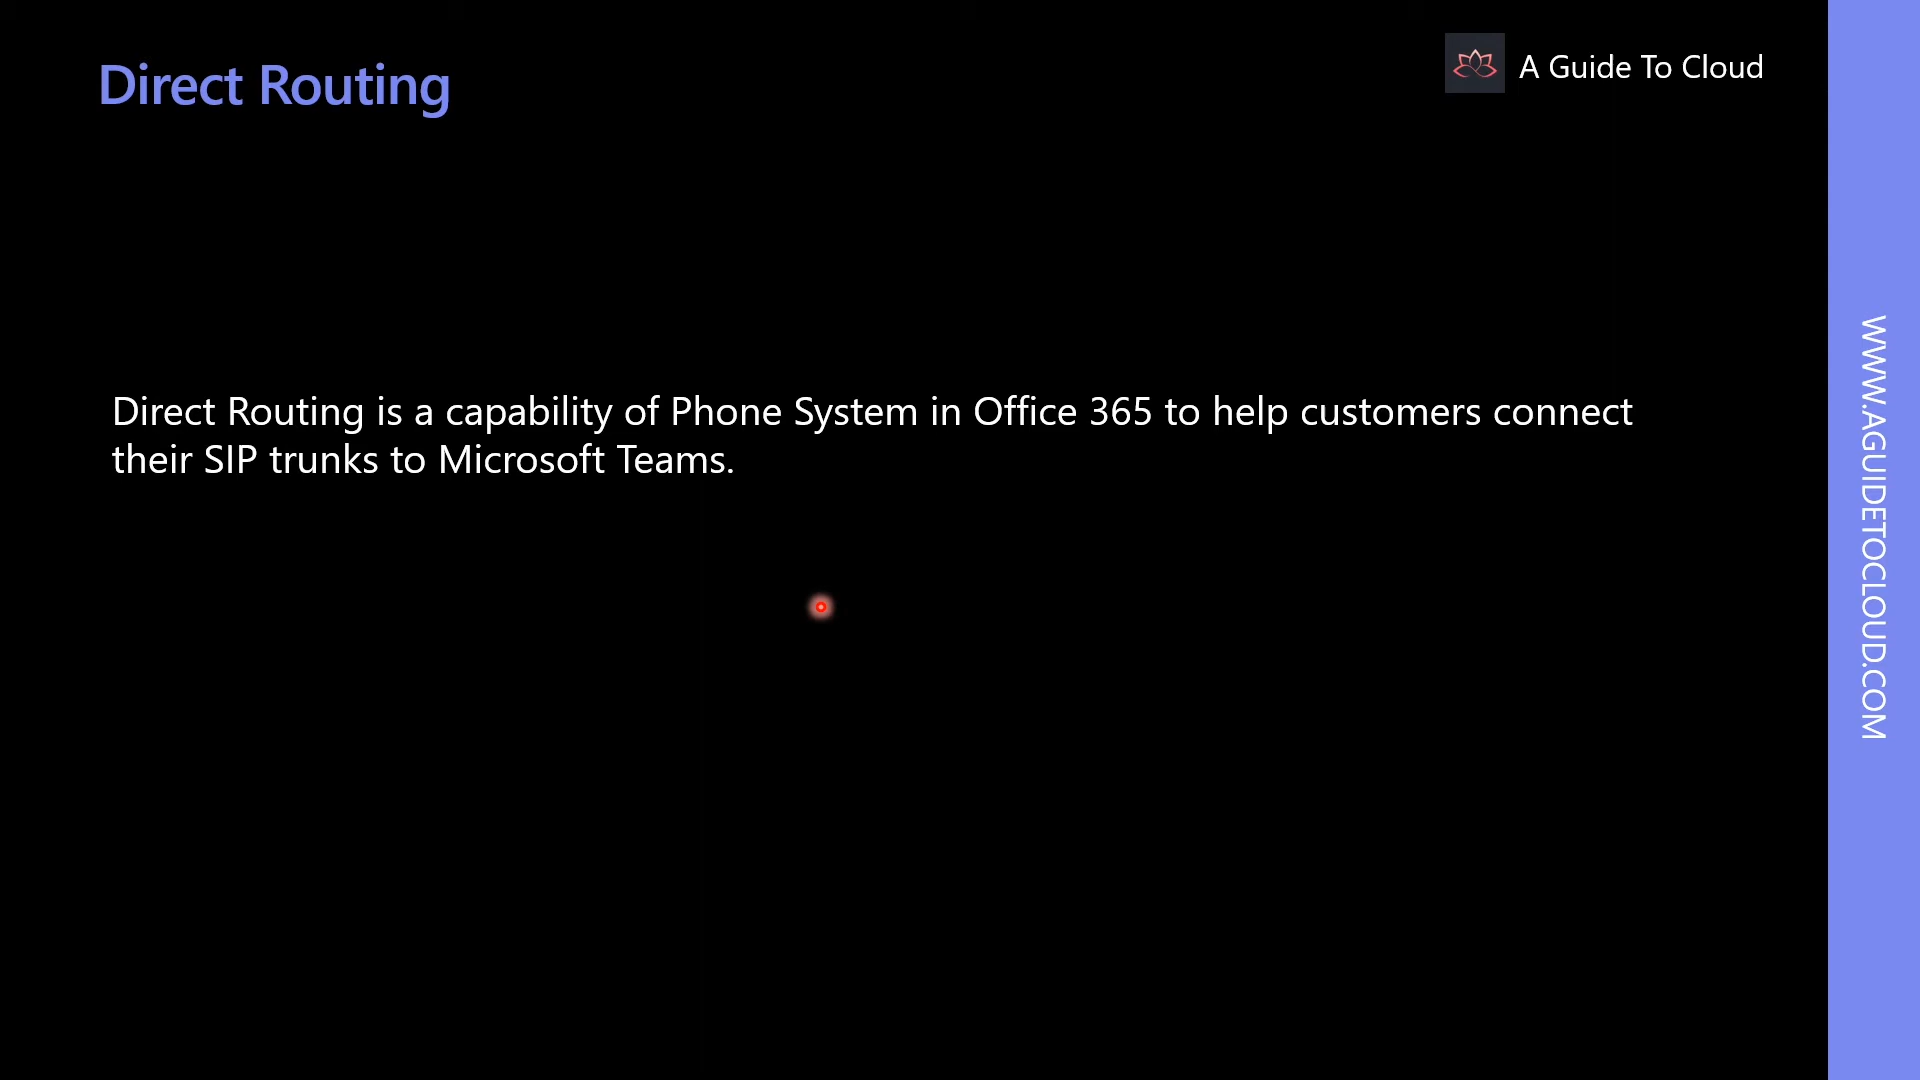 Direct Routing
A Guide To Cloud
Direct Routing is a capability of Phone System in Office 365 to help customers connect
their SIP trunks to Microsoft Teams.
WWW.AGUIDETOCLOUD.COM